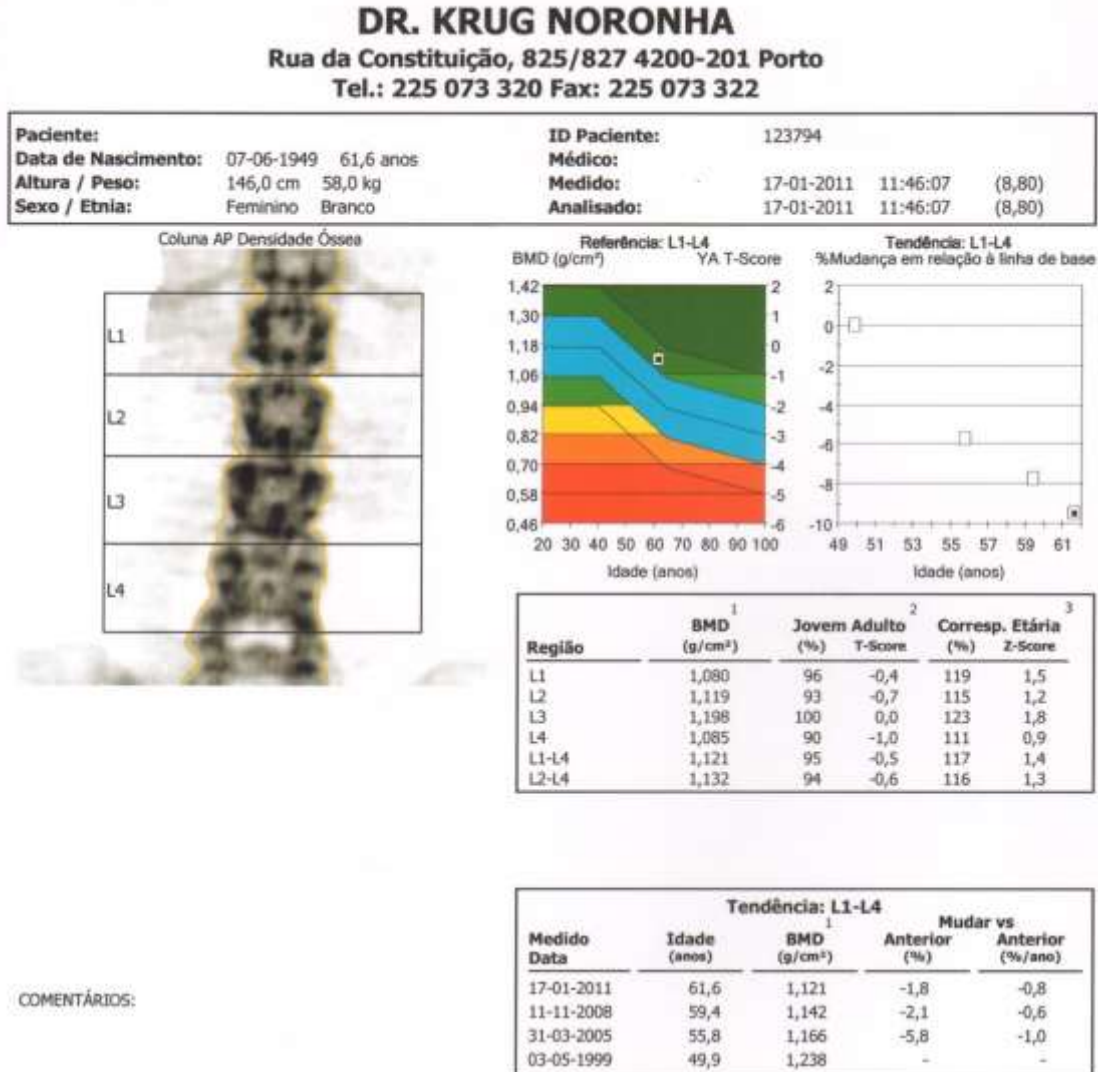 DR. KRUG NORONHA
Rua da Constituição, 825/827 4200-201 Porto
Tel.: 225 073 320 Fax: 225 073 322
Paciente: ID Paciente: 123794
Data de Nascimento: 07-06-1949 61,6 anos Médico:
Altura / Peso: 146,0 cm 58,0 kg Medido: 17-01-2011 11:46:07 (8,80)
Sexo / Etnia: Feminino Branco Analisado: 17-01-2011 11:46:07 (8,80)
Coluna AP Densidade Óssea
L1
L2
L3
L4
Referência: L1-L4
BMD (g/cm²) YA T-Score
1,42 2
1,30 1
1,18 0
1,06 -1
0,94 -2
0,82 -3
0,70 -4
0,58 -5
0,46 -6
20 30 40 50 60 70 80 90 100
Idade (anos)
Tendência: L1-L4
%Mudança em relação à linha de base
2
0
-2
-4
-6
-8
-10
49 51 53 55 57 59 61
Idade (anos)
1 2 3
BMD Jovem Adulto Corresp. Etária
Região (g/cm²) (%) T-Score (%) Z-Score
L1 1,080 96 -0,4 119 1,5
L2 1,119 93 -0,7 115 1,2
L3 1,198 100 0,0 123 1,8
L4 1,085 90 -1,0 111 0,9
L1-L4 1,121 95 -0,5 117 1,4
L2-L4 1,132 94 -0,6 116 1,3
Tendência: L1-L4
1 Mudar vs
Medido Idade BMD Anterior Anterior
Data (anos) (g/cm²) (%) (%/ano)
17-01-2011 61,6 1,121 -1,8 -0,8
11-11-2008 59,4 1,142 -2,1 -0,6
31-03-2005 55,8 1,166 -5,8 -1,0
03-05-1999 49,9 1,238 - -
COMENTÁRIOS: